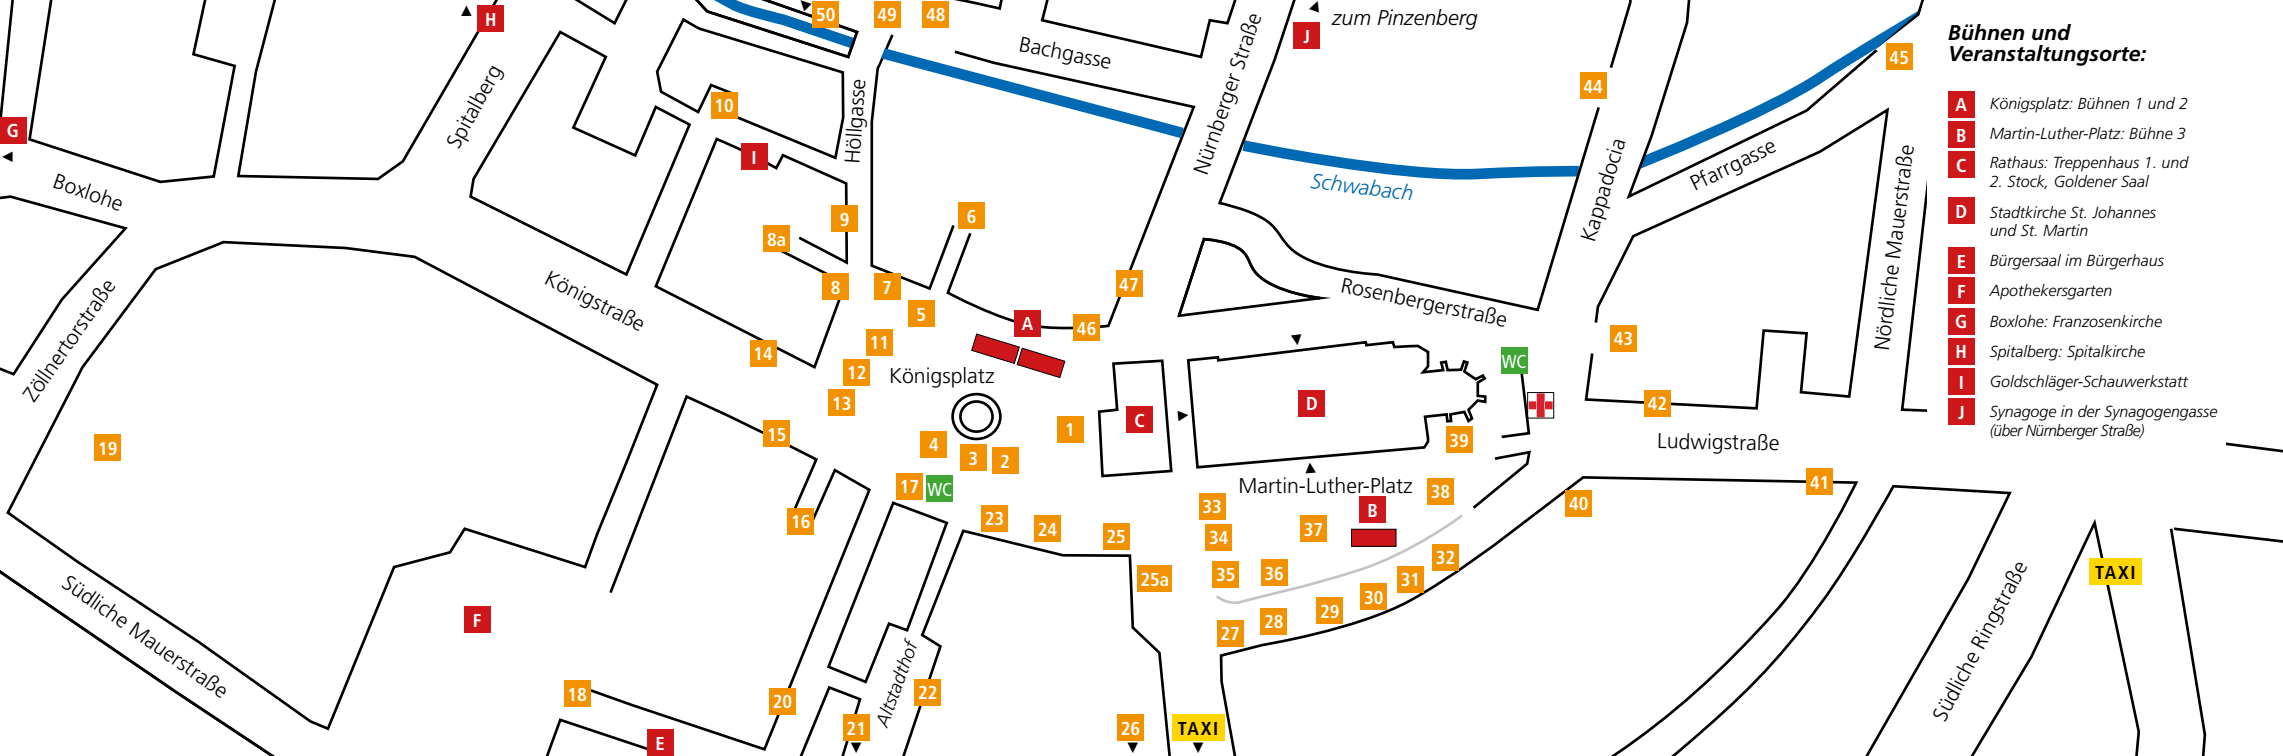 50
49
48
H
Spitalberg
zum Pinzenberg
J
Bachgasse
Nürnberger Straße
Höllgasse
10
I
G
Boxlohe
44
45
Kappadocia
Pfarrgasse
Schwabach
Nördliche Mauerstraße
6
9
8a
8
7
5
47
A
46
Königstraße
Zöllnertorstraße
Rosenbergerstraße
14
11
12
13
Königsplatz
C
D
WC
43
42
Ludwigstraße
19
15
4
3
2
1
39
17
WC
16
23
24
25
25a
Martin-Luther-Platz
33
34
35
36
37
B
38
32
31
30
29
28
27
40
41
TAXI
Südliche Ringstraße
Südliche Mauerstraße
F
18
E
20
21
Altstadthof
22
26
TAXI
Bühnen und
Veranstaltungsorte:
A Königsplatz: Bühnen 1 und 2
B Martin-Luther-Platz: Bühne 3
C Rathaus: Treppenhaus 1. und
2. Stock, Goldener Saal
D Stadtkirche St. Johannes
und St. Martin
E Bürgersaal im Bürgerhaus
F Apothekersgarten
G Boxlohe: Franzosenkirche
H Spitalberg: Spitalkirche
I Goldschläger-Schauwerkstatt
J Synagoge in der Synagogengasse
(über Nürnberger Straße)